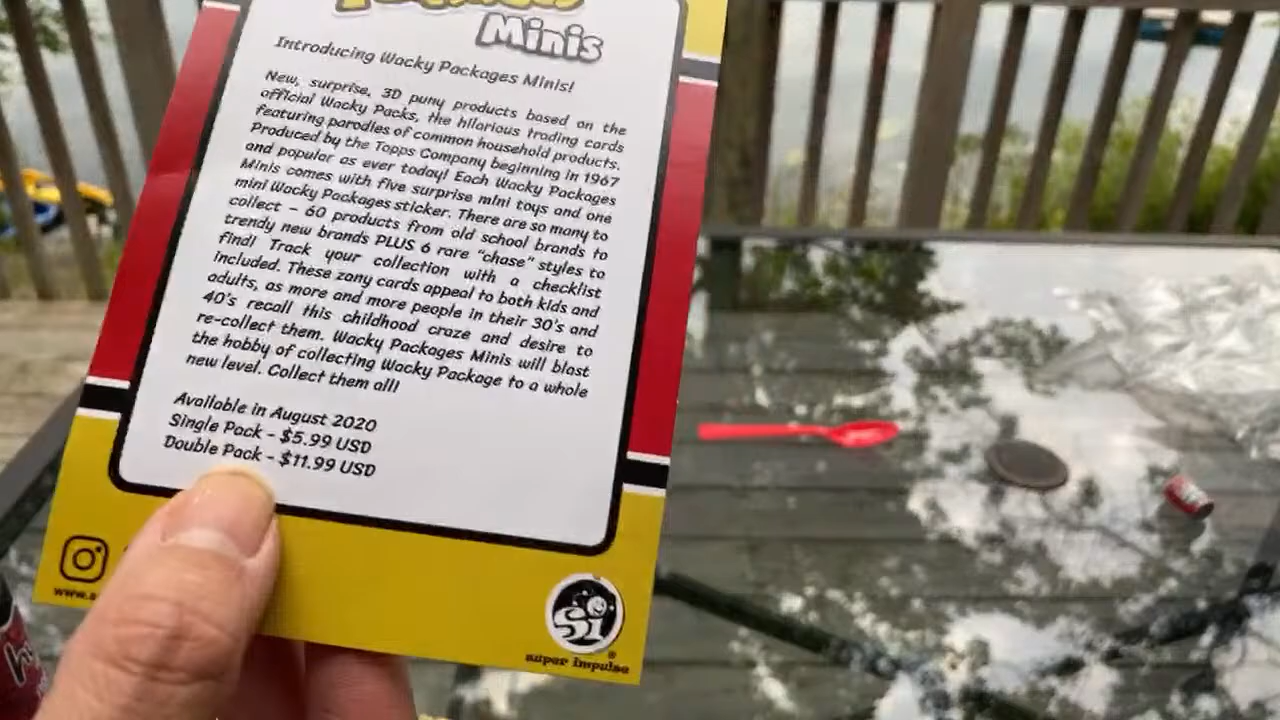 Minis
Introducing Wacky Packages Minis!
New, surprise, 3D puny products based on the
official Wacky Packs, the hilarious trading cards
featuring parodies of common household products.
Produced by the Topps Company beginning in 1967
and popular as ever today! Each Wacky Packages
Minis comes with five surprise mini toys and one
mini Wacky Packages sticker. There are so many to
collect – 60 products from old school brands to
trendy new brands PLUS 6 rare "chase" styles to
find! Track your collection with a checklist
included. These zany cards appeal to both kids and
adults, as more and more people in their 30's and
40's recall this childhood craze and desire to
re-collect them. Wacky Packages Minis will blast
the hobby of collecting Wacky Package to a whole
new level. Collect them all!
Available in August 2020
Single Pack - $5.99 USD
Double Pack - $11.99 USD
www.
Si
super impulse